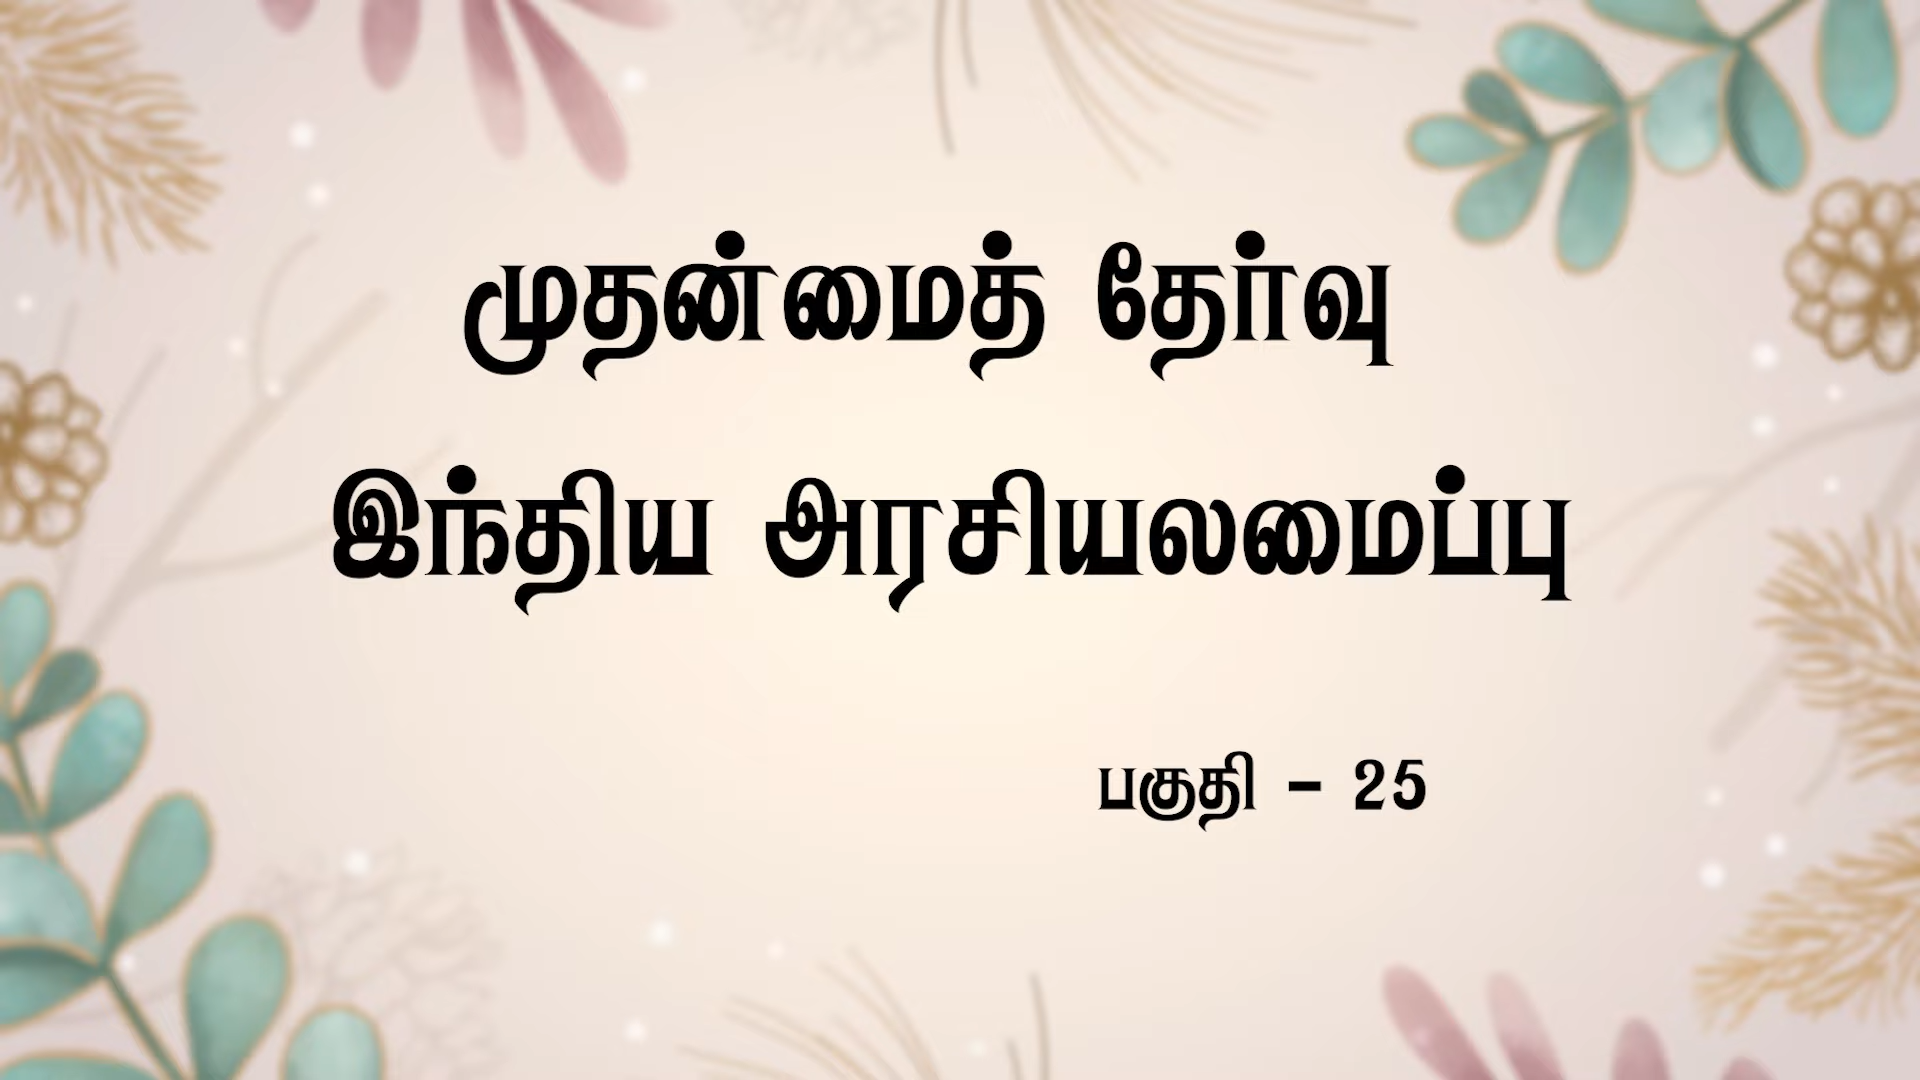 முதன்மைத் தேர்வு
இந்திய அரசியலமைப்பு
பகுதி - 25